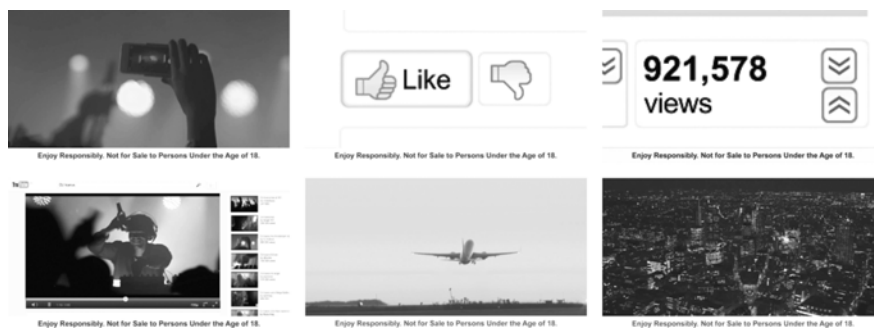 Like
921,578
views
Enjoy Responsibly. Not for Sale to Persons Under the Age of 18.
Enjoy Responsibly. Not for Sale to Persons Under the Age of 18.
Enjoy Responsibly. Not for Sale to Persons Under the Age of 18.
Enjoy Responsibly. Not for Sale to Persons Under the Age of 18.
Enjoy Responsibly. Not for Sale to Persons Under the Age of 18.
Enjoy Responsibly. Not for Sale to Persons Under the Age of 18.